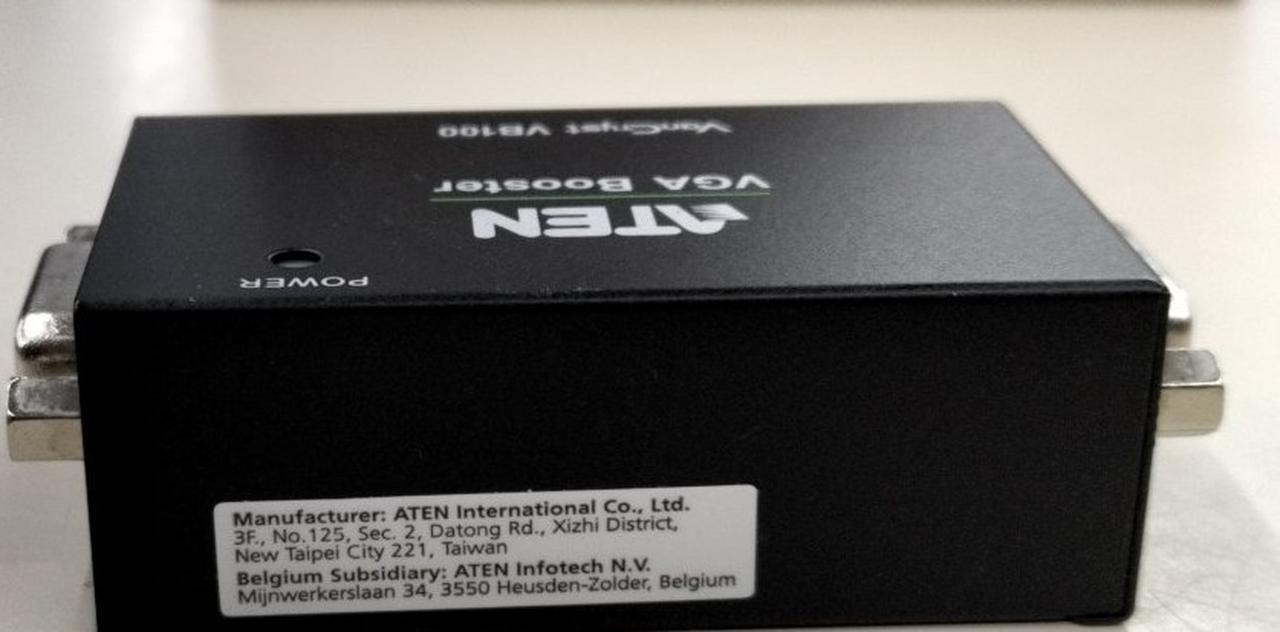 VanCryst VB100
VGA Booster
ATEN
POWER
Manufacturer: ATEN International Co., Ltd.
3F., No.125, Sec. 2, Datong Rd., Xizhi District,
New Taipei City 221, Taiwan
Belgium Subsidiary: ATEN Infotech N.V.
Mijnwerkerslaan 34, 3550 Heusden-Zolder, Belgium